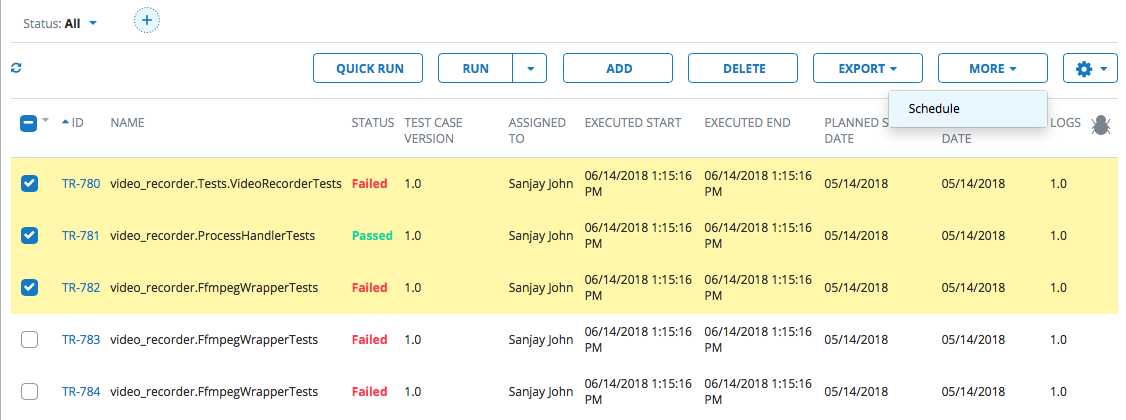 Status: All
+
QUICK RUN RUN ADD DELETE EXPORT MORE
Schedule
ID NAME STATUS TEST CASE VERSION ASSIGNED TO EXECUTED START EXECUTED END PLANNED S DATE DATE LOGS
TR-780 video_recorder.Tests.VideoRecorderTests Failed 1.0 Sanjay John 06/14/2018 1:15:16 PM 06/14/2018 1:15:16 PM 05/14/2018 05/14/2018 1.0
TR-781 video_recorder.ProcessHandlerTests Passed 1.0 Sanjay John 06/14/2018 1:15:16 PM 06/14/2018 1:15:16 PM 05/14/2018 05/14/2018 1.0
TR-782 video_recorder.FfmpegWrapperTests Failed 1.0 Sanjay John 06/14/2018 1:15:16 PM 06/14/2018 1:15:16 PM 05/14/2018 05/14/2018 1.0
TR-783 video_recorder.FfmpegWrapperTests Failed 1.0 Sanjay John 06/14/2018 1:15:16 PM 06/14/2018 1:15:16 PM 05/14/2018 05/14/2018 1.0
TR-784 video_recorder.FfmpegWrapperTests Failed 1.0 Sanjay John 06/14/2018 1:15:16 PM 06/14/2018 1:15:16 PM 05/14/2018 05/14/2018 1.0